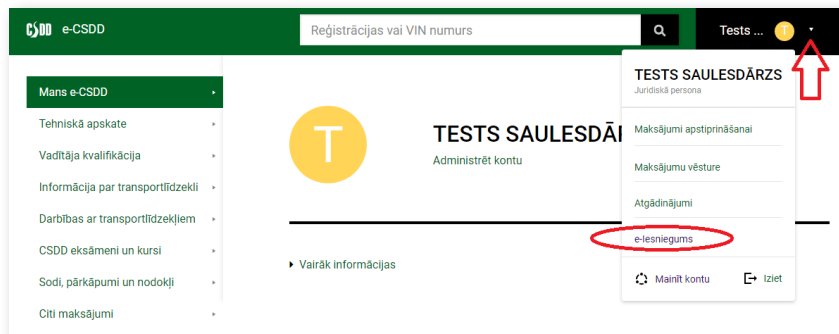 CSDD e-CSDD
Reģistrācijas vai VIN numurs
Tests ... T
Mans e-CSDD
Tehniskā apskate
Vadītāja kvalifikācija
Informācija par transportlīdzekli
Darbības ar transportlīdzekļiem
CSDD eksāmeni un kursi
Sodi, pārkāpumi un nodokļi
Citi maksājumi
T
TESTS SAULESDĀ
Administrēt kontu
Vairāk informācijas
TESTS SAULESDĀRZS
Juridiskā persona
Maksājumi apstiprināšanai
Maksājumu vēsture
Atgādinājumi
e-Iesniegums
Mainīt kontu
Iziet